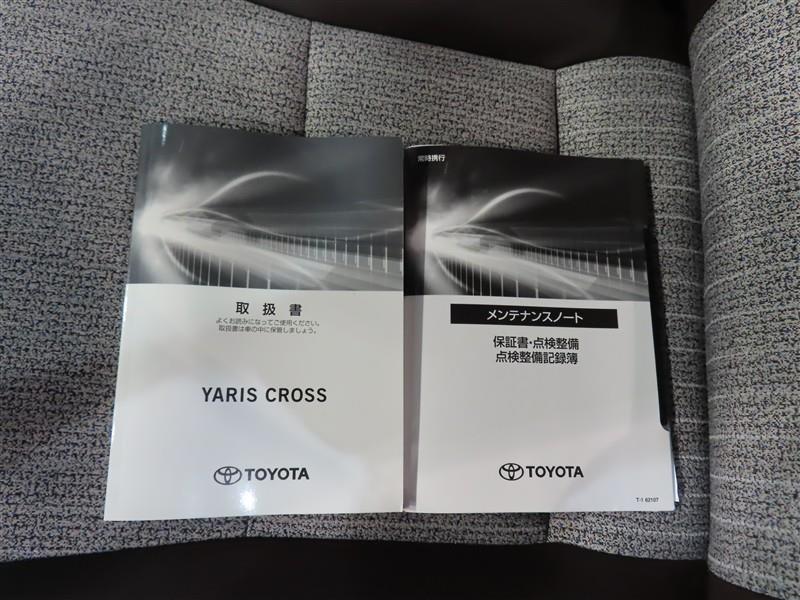 取扱書
よくお読みになってご使用ください。
取扱書は車の中に保管しましょう。
YARIS CROSS
TOYOTA
常時携行
メンテナンスノート
保証書・点検整備
点検整備記録簿
TOYOTA
T-1 62107